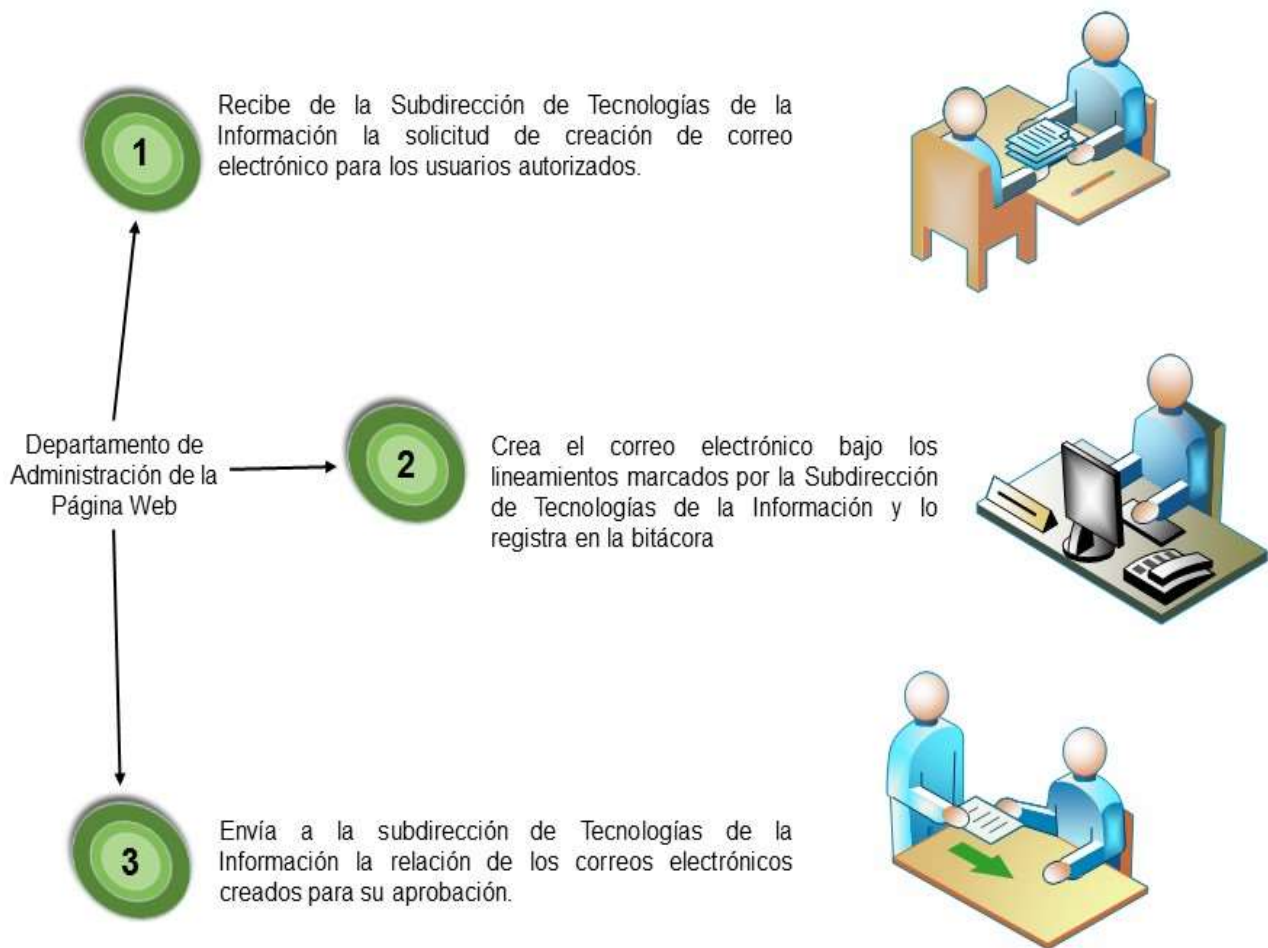 1
Recibe de la Subdirección de Tecnologías de la
Información la solicitud de creación de correo
electrónico para los usuarios autorizados.
Departamento de
Administración de la
Página Web
2
Crea el correo electrónico bajo los
lineamientos marcados por la Subdirección
de Tecnologías de la Información y lo
registra en la bitácora
3
Envía a la subdirección de Tecnologías de la
Información la relación de los correos electrónicos
creados para su aprobación.